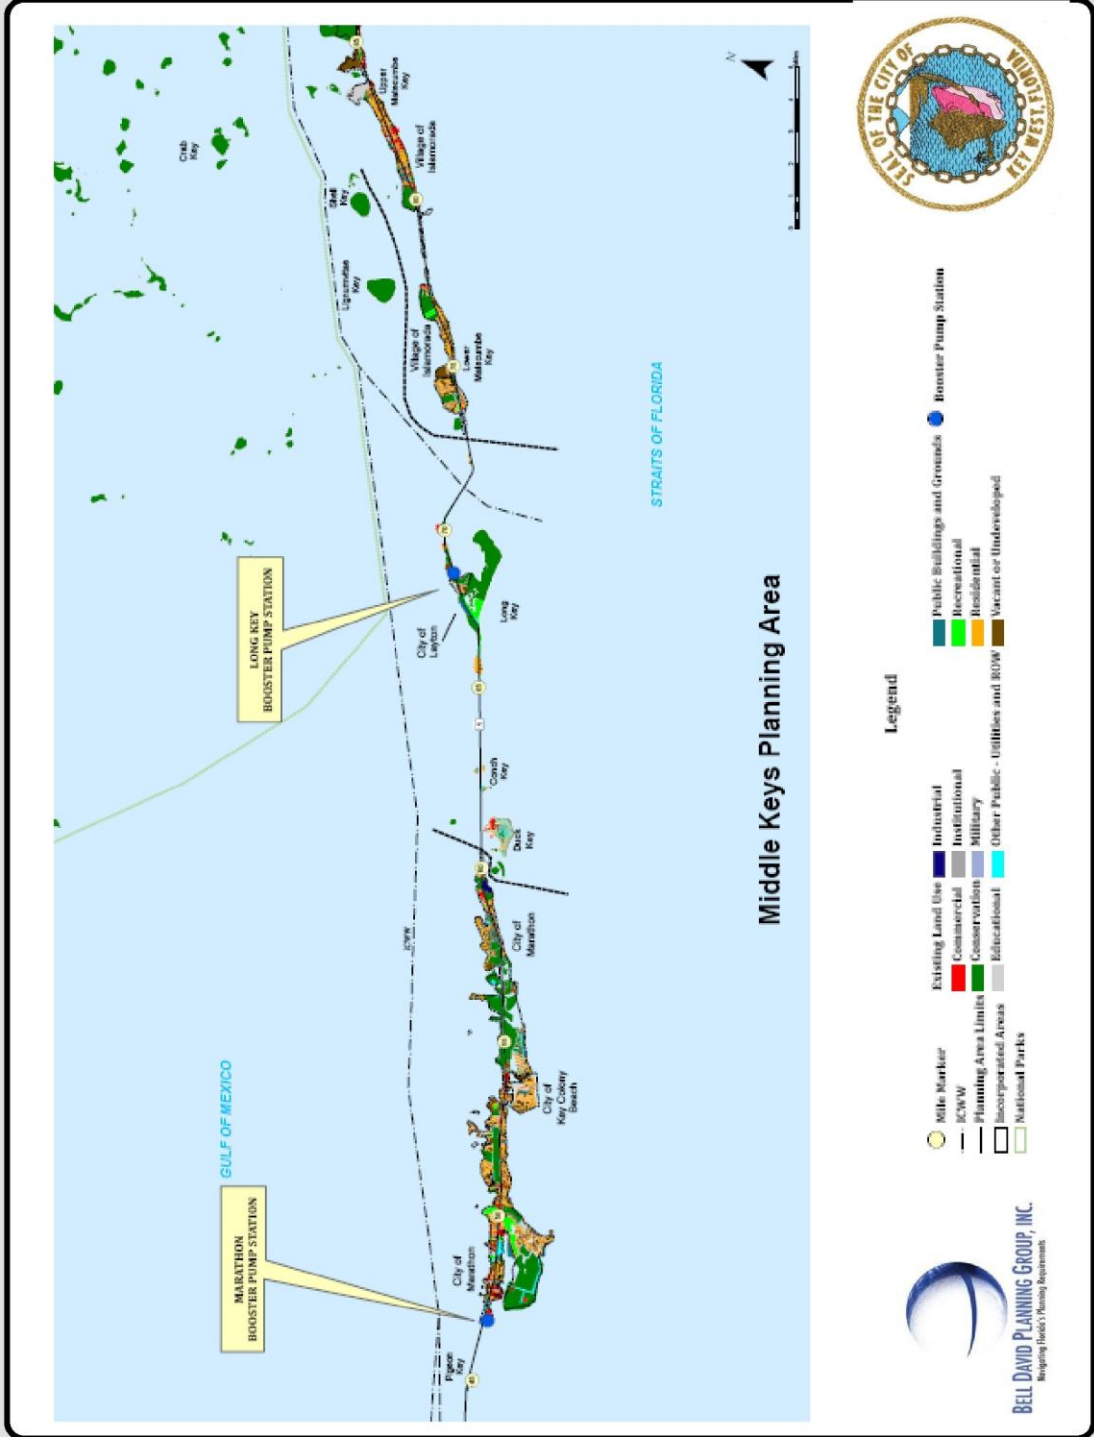 GULF OF MEXICO
STRAITS OF FLORIDA
MARATHON
BOOSTER PUMP STATION
LONG KEY
BOOSTER PUMP STATION
ICWW
Pigeon
Key
City of
Marathon
City of
Key Colony
Beach
City of
Marathon
Duck
Key
Conch
Key
City of
Layton
Long
Key
Village of
Islamorada
Lower
Matecumbe
Key
Lignumvitae
Key
Shell
Key
Crab
Key
Village of
Islamorada
Upper
Matecumbe
Key
N
Middle Keys Planning Area
Legend
Mile Marker
ICWW
Planning Area Limits
Incorporated Areas
National Parks
Existing Land Use
Commercial
Conservation
Educational
Industrial
Institutional
Military
Other Public - Utilities and ROW
Public Buildings and Grounds
Recreational
Residential
Vacant or Undeveloped
Booster Pump Station
BELL DAVID PLANNING GROUP, INC.
Navigating Florida's Planning Requirements
SEAL OF THE CITY OF
KEY WEST, FLORIDA